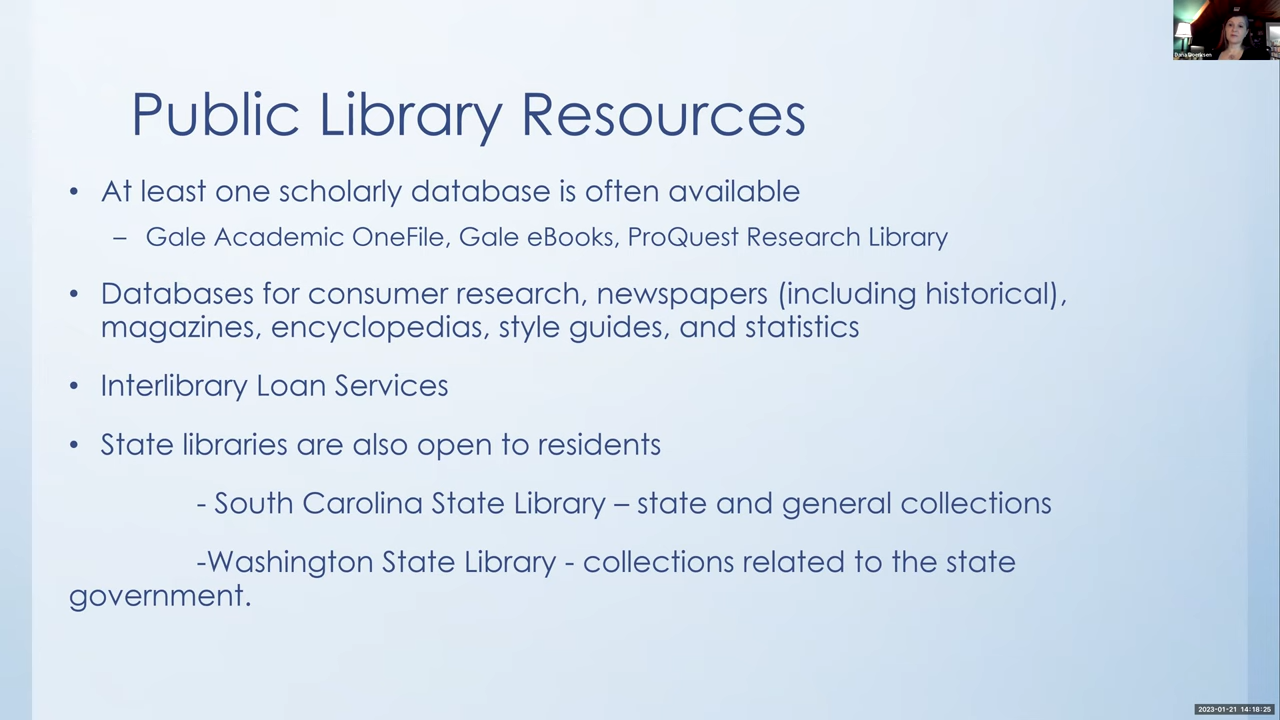 Public Library Resources
• At least one scholarly database is often available
– Gale Academic OneFile, Gale eBooks, ProQuest Research Library
• Databases for consumer research, newspapers (including historical),
magazines, encyclopedias, style guides, and statistics
• Interlibrary Loan Services
• State libraries are also open to residents
- South Carolina State Library – state and general collections
-Washington State Library - collections related to the state
government.
2023-01-21 14:18:25